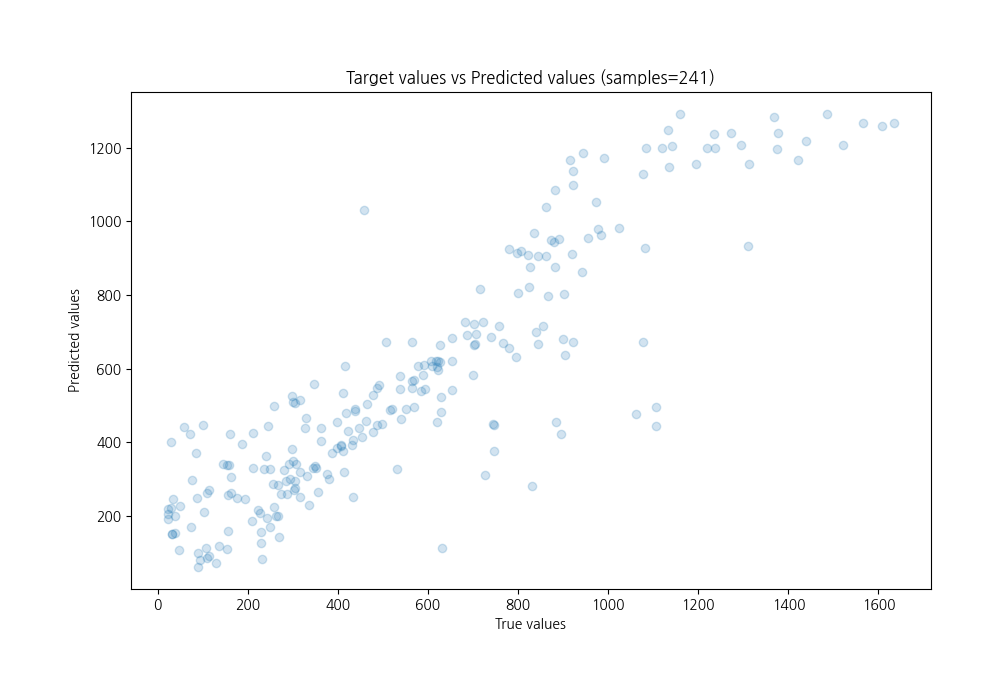 Target values vs Predicted values (samples=241)
1200
1000
800
600
400
200
Predicted values
0 200 400 600 800 1000 1200 1400 1600
True values